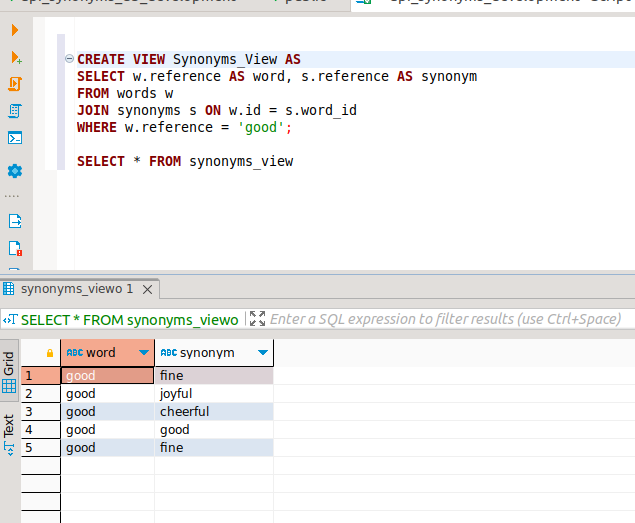 CREATE VIEW Synonyms_View AS
SELECT w.reference AS word, s.reference AS synonym
FROM words w
JOIN synonyms s ON w.id = s.word_id
WHERE w.reference = 'good';
SELECT * FROM synonyms_view
synonyms_viewo 1
SELECT * FROM synonyms_viewo Enter a SQL expression to filter results (use Ctrl+Space)
Grid
Text
ABC word ABC synonym
1 good fine
2 good joyful
3 good cheerful
4 good good
5 good fine